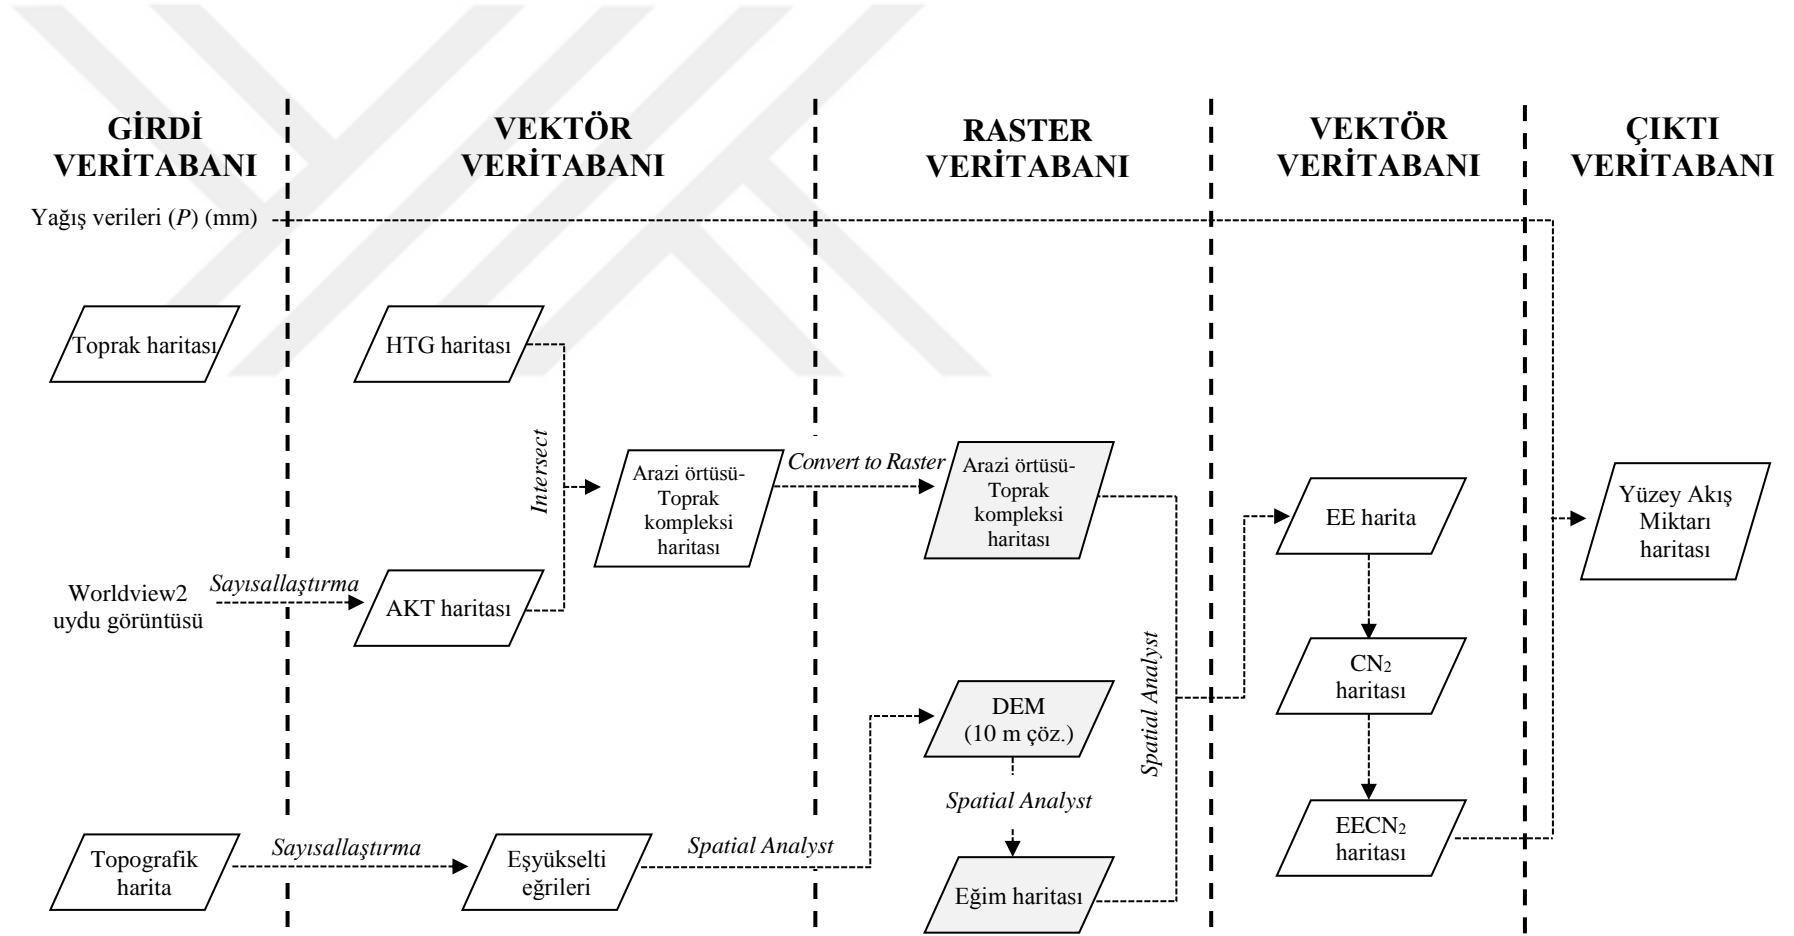 GİRDİ
VERİTABANI
VEKTÖR
VERİTABANI
RASTER
VERİTABANI
VEKTÖR
VERİTABANI
ÇIKTI
VERİTABANI
Yağış verileri (P) (mm)
Toprak haritası
HTG haritası
Intersect
Arazi örtüsü-
Toprak
kompleksi
haritası
Convert to Raster
Arazi örtüsü-
Toprak
kompleksi
haritası
EE harita
Yüzey Akış
Miktarı
haritası
Worldview2
uydu görüntüsü
Sayısallaştırma
AKT haritası
Spatial Analyst
CN₂
haritası
DEM
(10 m çöz.)
Spatial Analyst
EECN₂
haritası
Topografik
harita
Sayısallaştırma
Eşyükselti
eğrileri
Spatial Analyst
Eğim haritası